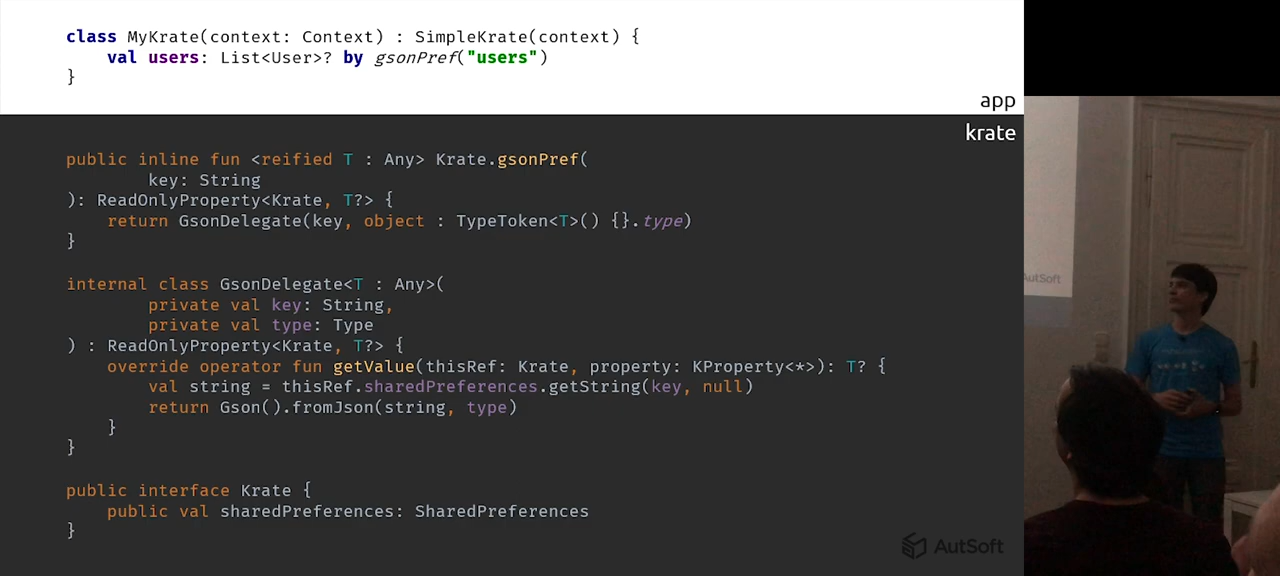 class MyKrate(context: Context) : SimpleKrate(context) {
    val users: List<User>? by gsonPref("users")
}
app
krate
public inline fun <reified T : Any> Krate.gsonPref(
        key: String
): ReadOnlyProperty<Krate, T?> {
    return GsonDelegate(key, object : TypeToken<T>() {}.type)
}
internal class GsonDelegate<T : Any>(
        private val key: String,
        private val type: Type
) : ReadOnlyProperty<Krate, T?> {
    override operator fun getValue(thisRef: Krate, property: KProperty<*>): T? {
        val string = thisRef.sharedPreferences.getString(key, null)
        return Gson().fromJson(string, type)
    }
}
public interface Krate {
    public val sharedPreferences: SharedPreferences
}
AutSoft
AutSoft